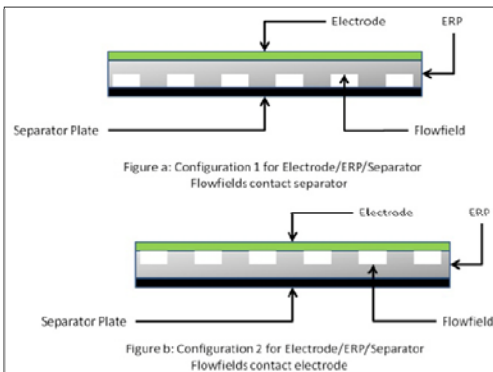 Electrode
ERP
Separator Plate
Flowfield
Figure a: Configuration 1 for Electrode/ERP/Separator
Flowfields contact separator
Electrode
ERP
Separator Plate
Flowfield
Figure b: Configuration 2 for Electrode/ERP/Separator
Flowfields contact electrode